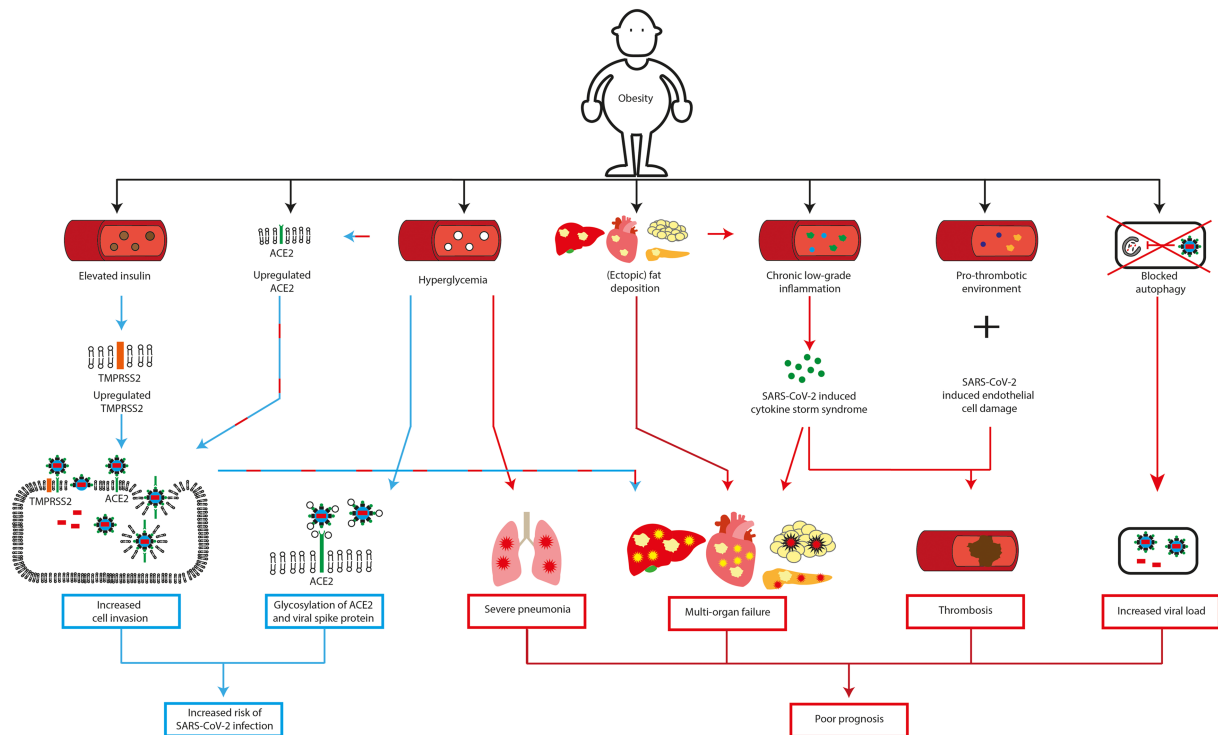 Obesity
ACE2
Elevated insulin
Upregulated
ACE2
Hyperglycemia
(Ectopic) fat
deposition
Chronic low-grade
inflammation
Pro-thrombotic
environment
Blocked
autophagy
TMPRSS2
Upregulated
TMPRSS2
SARS-CoV-2 induced
cytokine storm syndrome
SARS-CoV-2
induced endothelial
cell damage
TMPRSS2
ACE2
ACE2
Increased
cell invasion
Glycosylation of ACE2
and viral spike protein
Severe pneumonia
Multi-organ failure
Thrombosis
Increased viral load
Increased risk of
SARS-CoV-2 infection
Poor prognosis